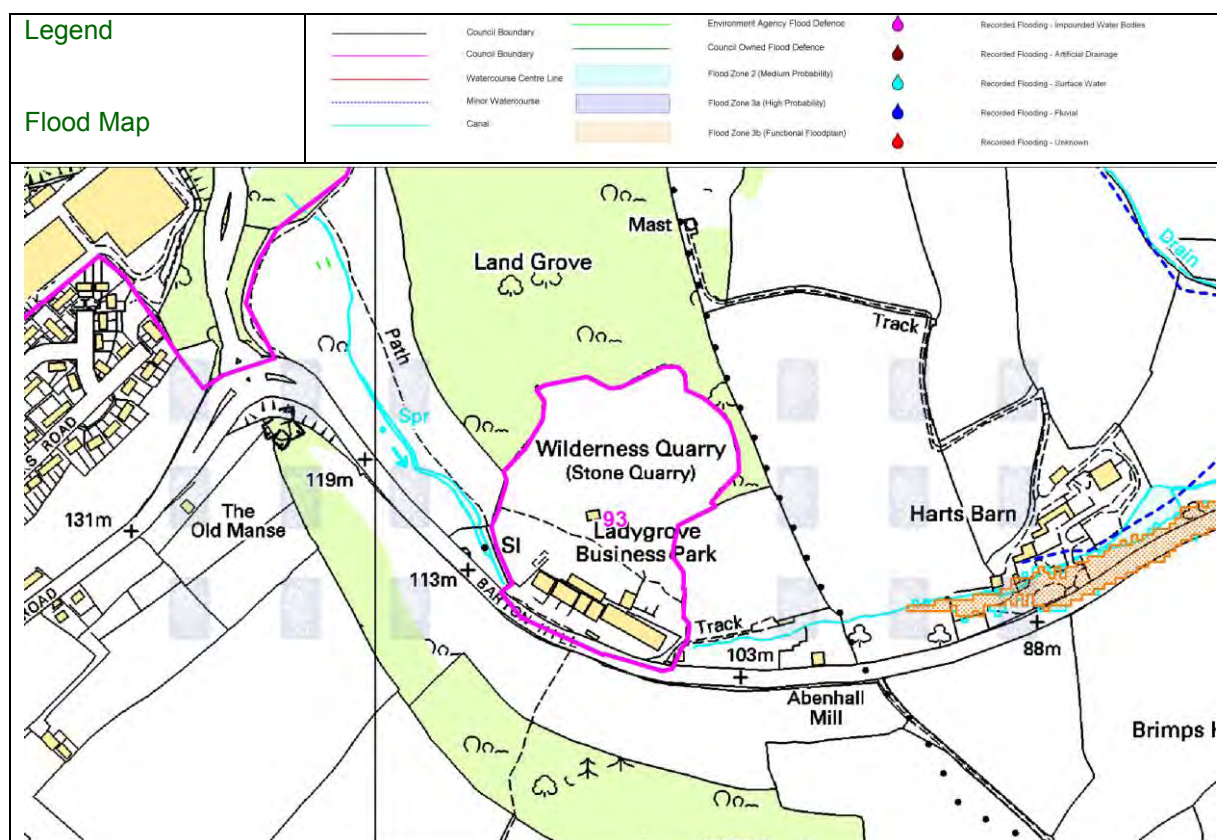 Legend
Flood Map
Council Boundary
Council Boundary
Watercourse Centre Line
Minor Watercourse
Canal
Environment Agency Flood Defence
Council Owned Flood Defence
Flood Zone 2 (Medium Probability)
Flood Zone 3a (High Probability)
Flood Zone 3b (Functional Floodplain)
Recorded Flooding - Impounded Water Bodies
Recorded Flooding - Artificial Drainage
Recorded Flooding - Surface Water
Recorded Flooding - Fluvial
Recorded Flooding - Unknown
Mast
Land Grove
Drain
Track
Path
Spr
Wilderness Quarry
(Stone Quarry)
93
Ladygrove
Business Park
Harts Barn
S ROAD
119m
131m
The
Old Manse
SI
113m
ROAD
BARTON
Track
103m
88m
Abenhall
Mill
Brimps H